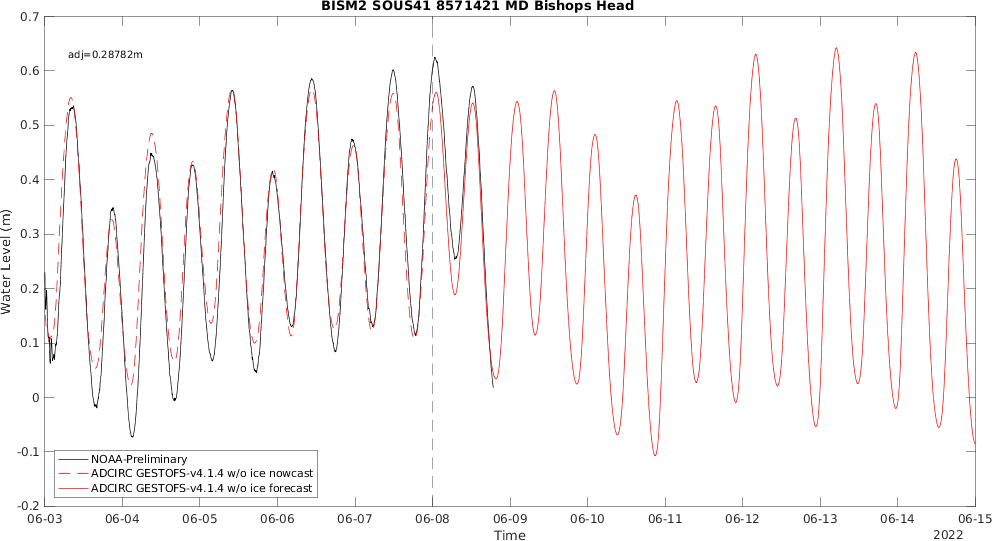 BISM2 SOUS41 8571421 MD Bishops Head
adj=0.28782m
Water Level (m)
0.7
0.6
0.5
0.4
0.3
0.2
0.1
0
-0.1
-0.2
NOAA-Preliminary
ADCIRC GESTOFS-v4.1.4 w/o ice nowcast
ADCIRC GESTOFS-v4.1.4 w/o ice forecast
06-03 06-04 06-05 06-06 06-07 06-08 06-09 06-10 06-11 06-12 06-13 06-14 06-15
Time
2022